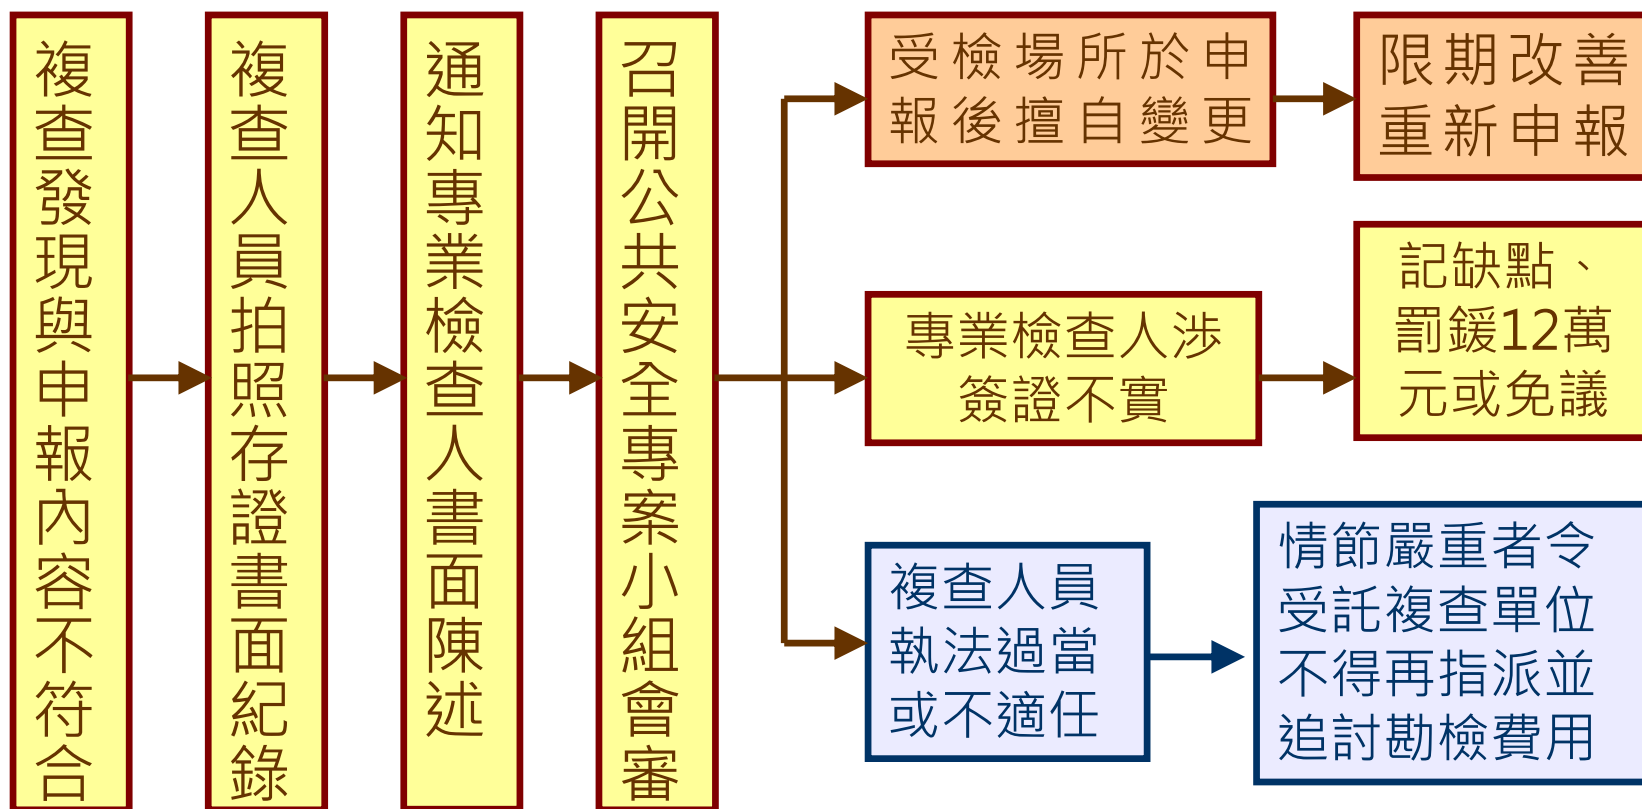 複查發現與申報內容不符合
複查人員拍照存證書面紀錄
通知專業檢查人書面陳述
召開公共安全專案小組會審
受檢場所於申
報後擅自變更
限期改善
重新申報
專業檢查人涉
簽證不實
記缺點、
罰鍰12萬
元或免議
複查人員
執法過當
或不適任
情節嚴重者令
受託複查單位
不得再指派並
追討勘檢費用